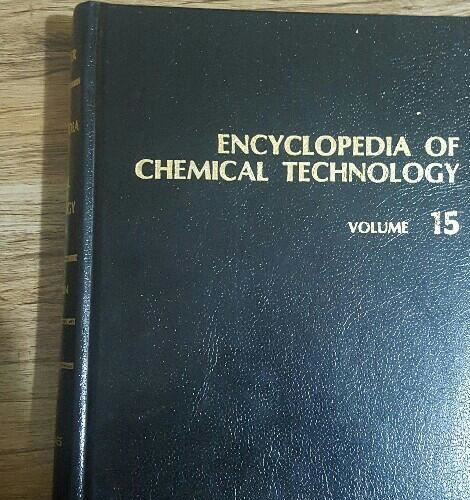 ENCYCLOPEDIA OF
CHEMICAL TECHNOLOGY
VOLUME 15